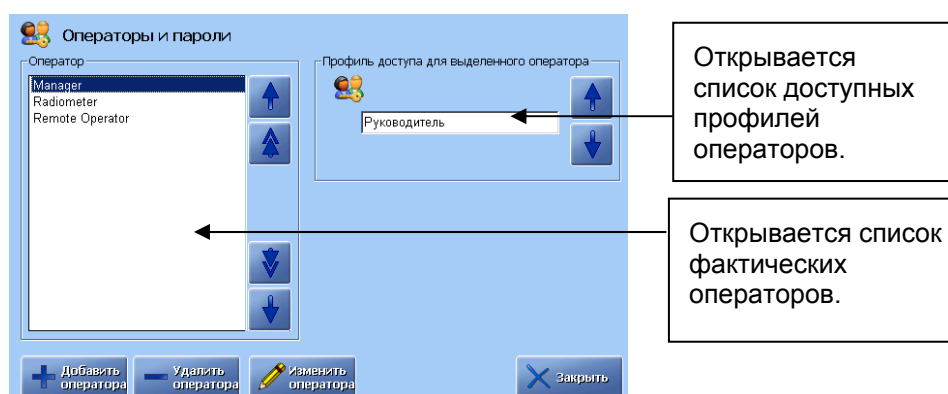 Операторы и пароли
Оператор
Manager
Radiometer
Remote Operator
Профиль доступа для выделенного оператора
Руководитель
Добавить
оператора
Удалить
оператора
Изменить
оператора
Закрыть
Открывается
список доступных
профилей
операторов.
Открывается список
фактических
операторов.